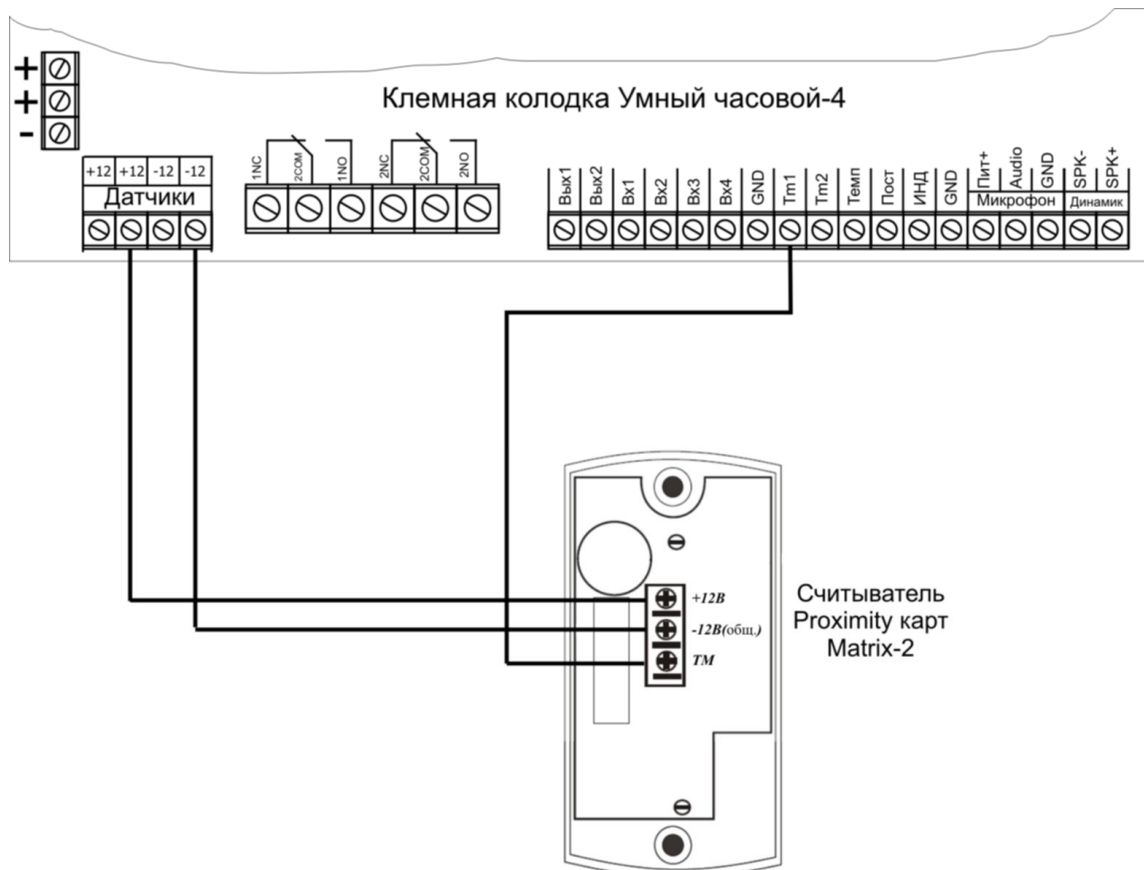 +
+
-
Клемная колодка Умный часовой-4
+12 +12 -12 -12
Датчики
1NC 2COM 1NO 2NC 2COM 2NO
Вых1 Вых2 Вх1 Вх2 Вх3 Вх4 GND Tm1 Tm2 Темп Пост ИНД GND Пит+ Audio GND SPK- SPK+
Микрофон Динамик
+12В
-12В(общ.)
ТМ
Считыватель
Proximity карт
Matrix-2